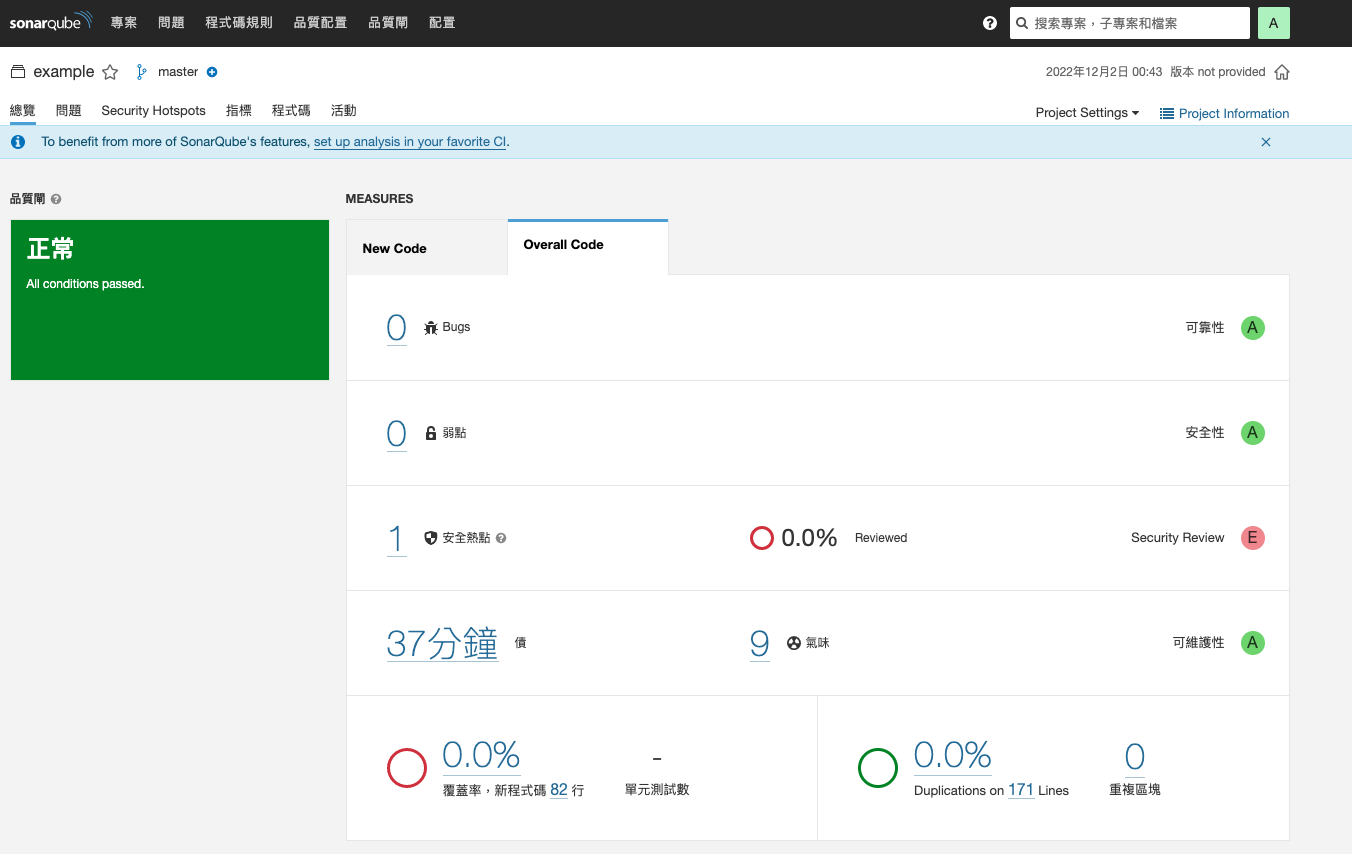 sonarqube 專案 問題 程式碼規則 品質配置 品質閘 配置 ? 搜索專案，子專案和檔案 A
example master 2022年12月2日 00:43 版本 not provided
總覽 問題 Security Hotspots 指標 程式碼 活動 Project Settings Project Information
To benefit from more of SonarQube's features, set up analysis in your favorite CI.
品質閘 ?
正常
All conditions passed.
MEASURES
New Code Overall Code
0 Bugs 可靠性 A
0 弱點 安全性 A
1 安全熱點 ? 0.0% Reviewed Security Review E
37分鐘 債 9 氣味 可維護性 A
0.0% – 0.0% 0
覆蓋率，新程式碼 82 行 單元測試數 Duplications on 171 Lines 重複區塊